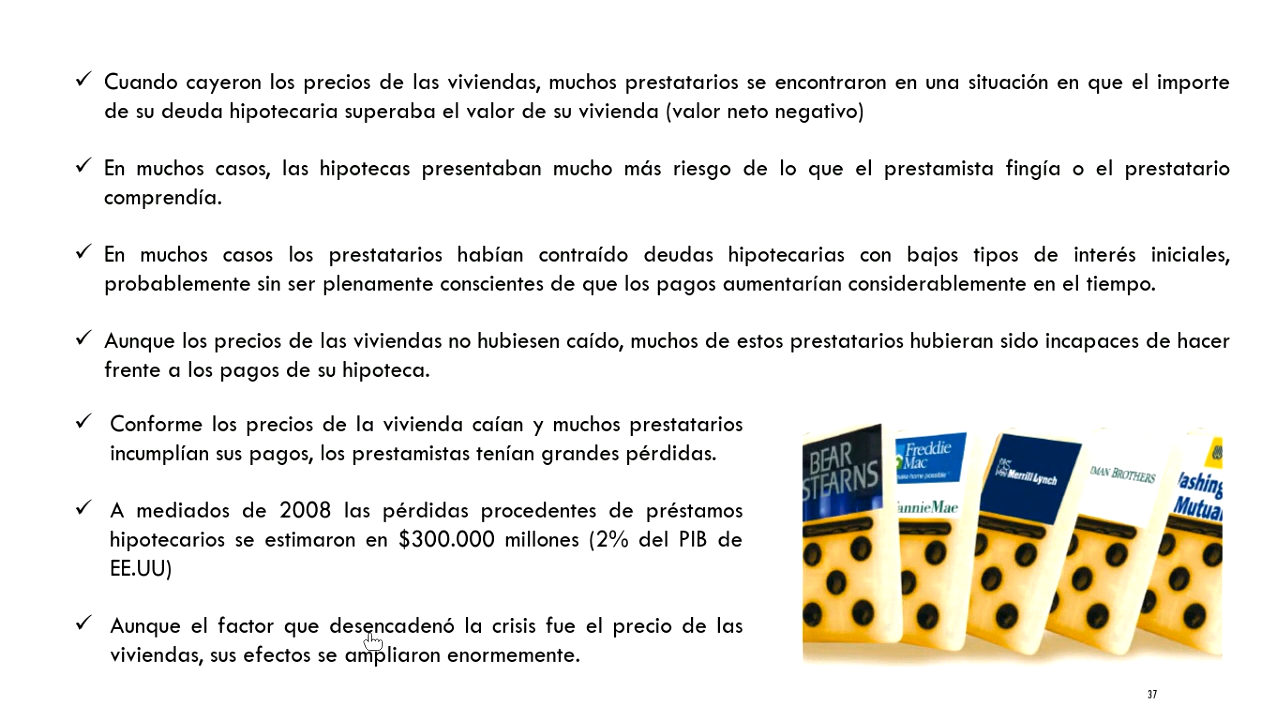 ✓ Cuando cayeron los precios de las viviendas, muchos prestatarios se encontraron en una situación en que el importe
de su deuda hipotecaria superaba el valor de su vivienda (valor neto negativo)
✓ En muchos casos, las hipotecas presentaban mucho más riesgo de lo que el prestamista fingía o el prestatario
comprendía.
✓ En muchos casos los prestatarios habían contraído deudas hipotecarias con bajos tipos de interés iniciales,
probablemente sin ser plenamente conscientes de que los pagos aumentarían considerablemente en el tiempo.
✓ Aunque los precios de las viviendas no hubiesen caído, muchos de estos prestatarios hubieran sido incapaces de hacer
frente a los pagos de su hipoteca.
✓ Conforme los precios de la vivienda caían y muchos prestatarios
incumplían sus pagos, los prestamistas tenían grandes pérdidas.
✓ A mediados de 2008 las pérdidas procedentes de préstamos
hipotecarios se estimaron en $300.000 millones (2% del PIB de
EE.UU)
✓ Aunque el factor que desencadenó la crisis fue el precio de las
viviendas, sus efectos se ampliaron enormemente.
BEAR
STEARNS
Freddie
Mac
make home possible
annieMae
Merrill Lynch
MAN BROTHERS
ashing
Mutua
37